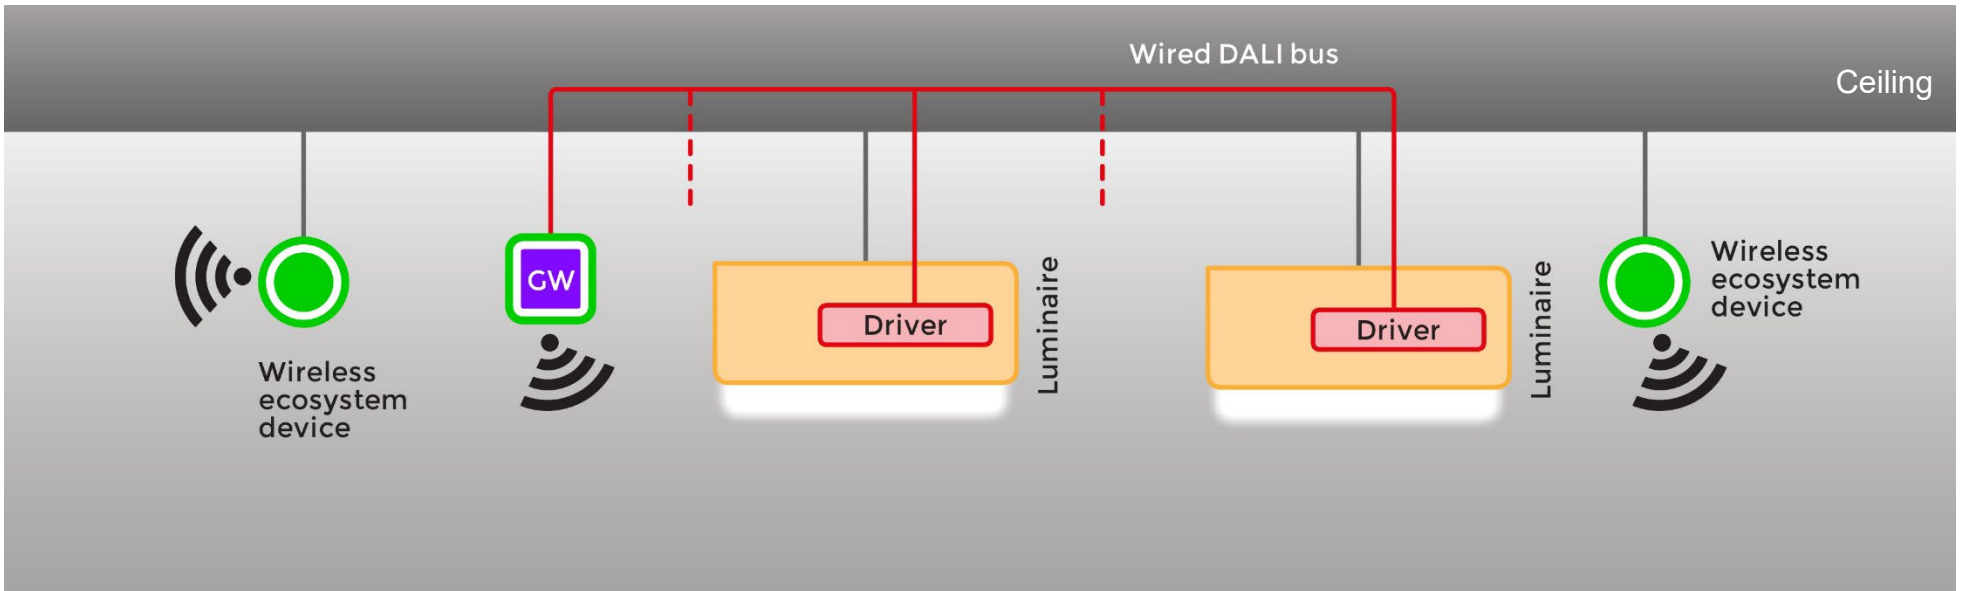 Wired DALI bus
Ceiling
GW
Driver
Luminaire
Driver
Luminaire
Wireless
ecosystem
device
Wireless
ecosystem
device